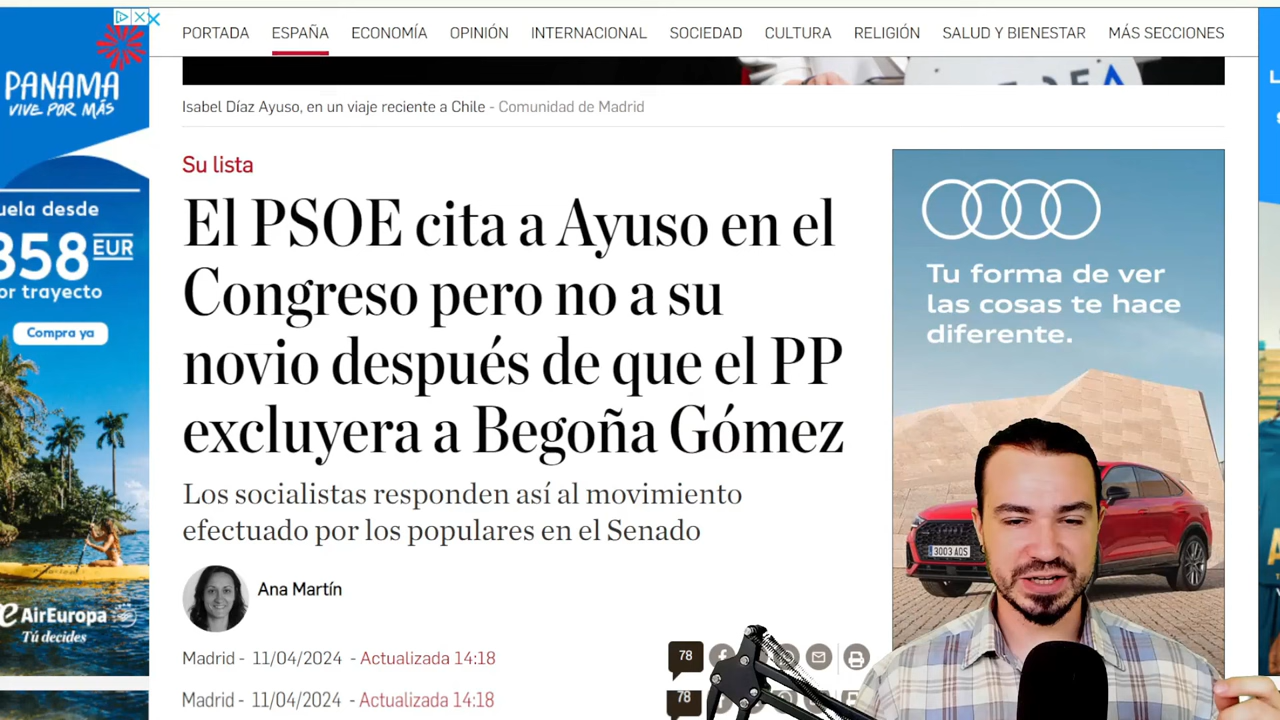 PORTADA ESPAÑA ECONOMÍA OPINIÓN INTERNACIONAL SOCIEDAD CULTURA RELIGIÓN SALUD Y BIENESTAR MÁS SECCIONES
PANAMA
VIVE POR MÁS
uela desde
858 EUR
or trayecto
Compra ya
AirEuropa
Tú decides
Isabel Díaz Ayuso, en un viaje reciente a Chile - Comunidad de Madrid
Su lista
El PSOE cita a Ayuso en el
Congreso pero no a su
novio después de que el PP
excluyera a Begoña Gómez
Los socialistas responden así al movimiento
efectuado por los populares en el Senado
Ana Martín
Madrid - 11/04/2024 - Actualizada 14:18
78
Madrid - 11/04/2024 - Actualizada 14:18
78
Tu forma de ver
las cosas te hace
diferente.
3003 AQS